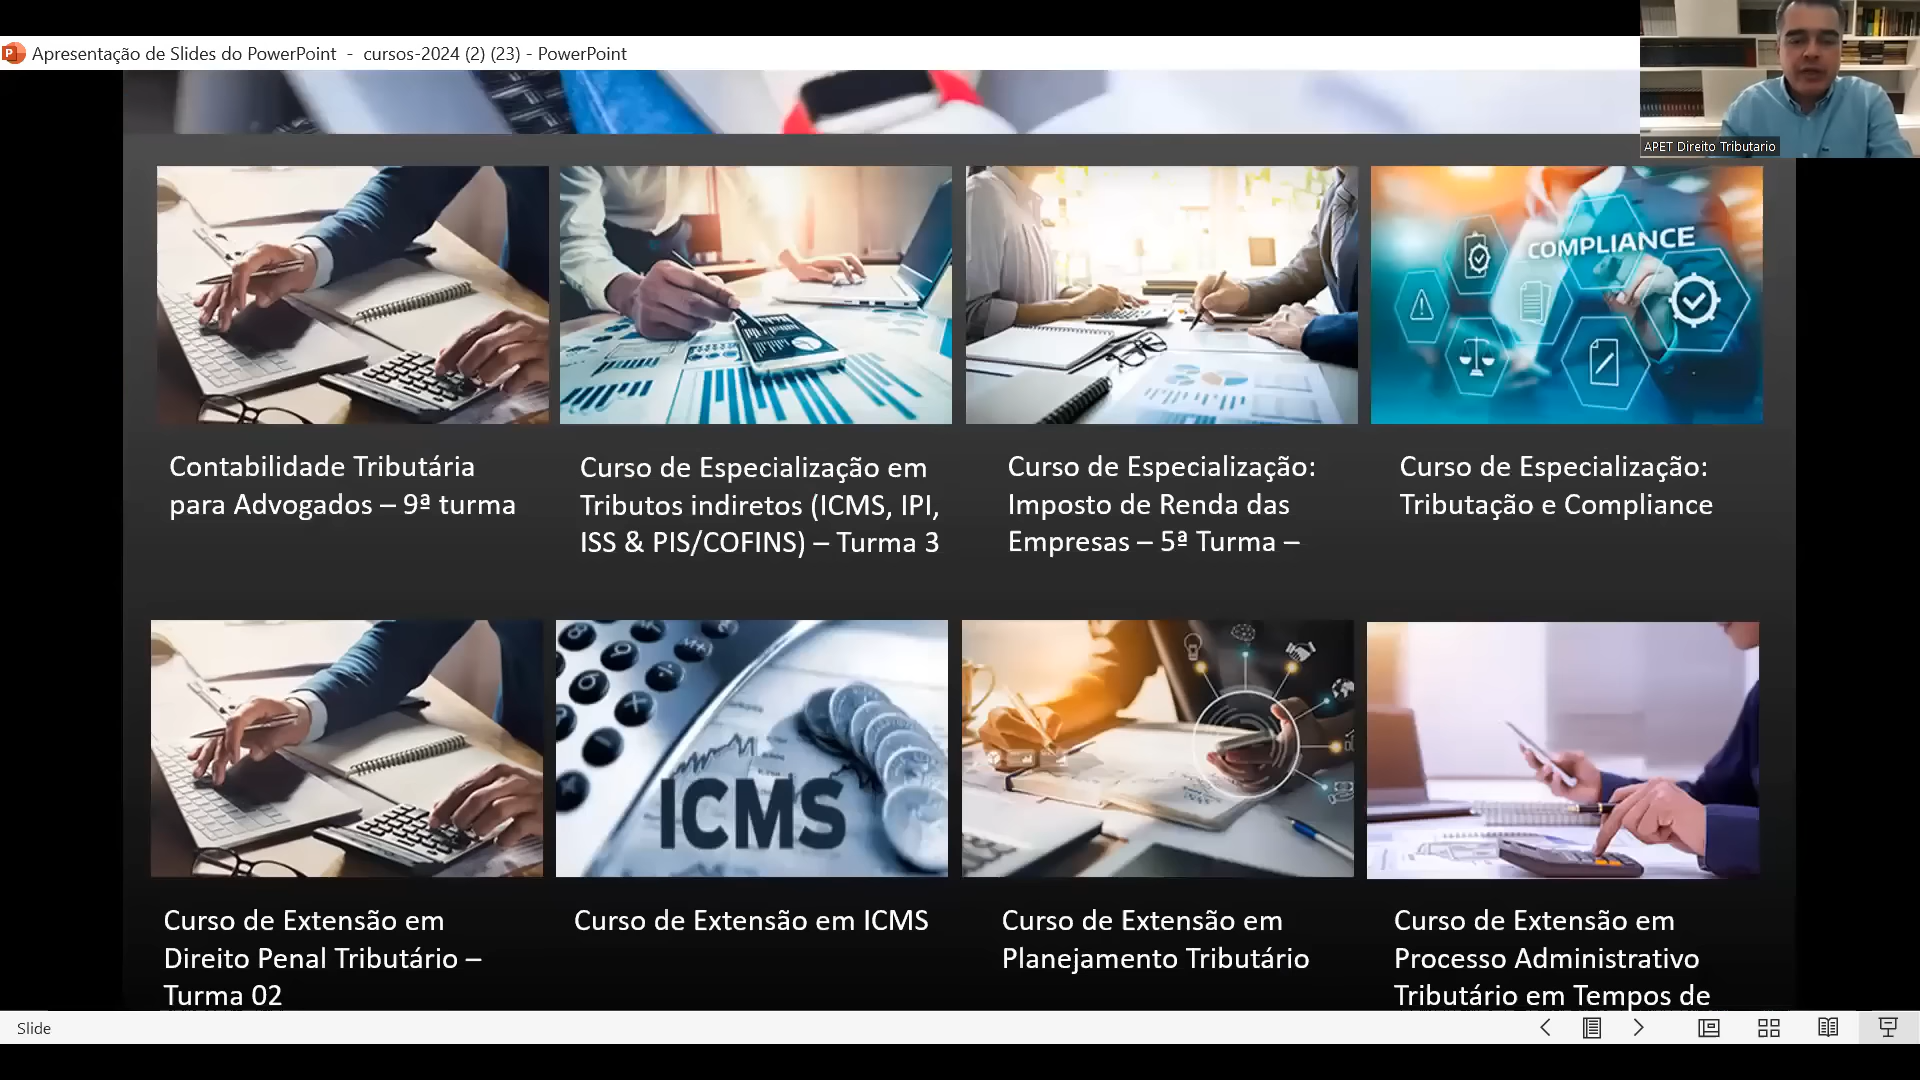 Apresentação de Slides do PowerPoint - cursos-2024 (2) (23) - PowerPoint
APET Direito Tributario
COMPLIANCE
Contabilidade Tributária
para Advogados – 9ª turma
Curso de Especialização em
Tributos indiretos (ICMS, IPI,
ISS & PIS/COFINS) – Turma 3
Curso de Especialização:
Imposto de Renda das
Empresas – 5ª Turma –
Curso de Especialização:
Tributação e Compliance
ICMS
Curso de Extensão em
Direito Penal Tributário –
Turma 02
Curso de Extensão em ICMS
Curso de Extensão em
Planejamento Tributário
Curso de Extensão em
Processo Administrativo
Tributário em Tempos de
Slide